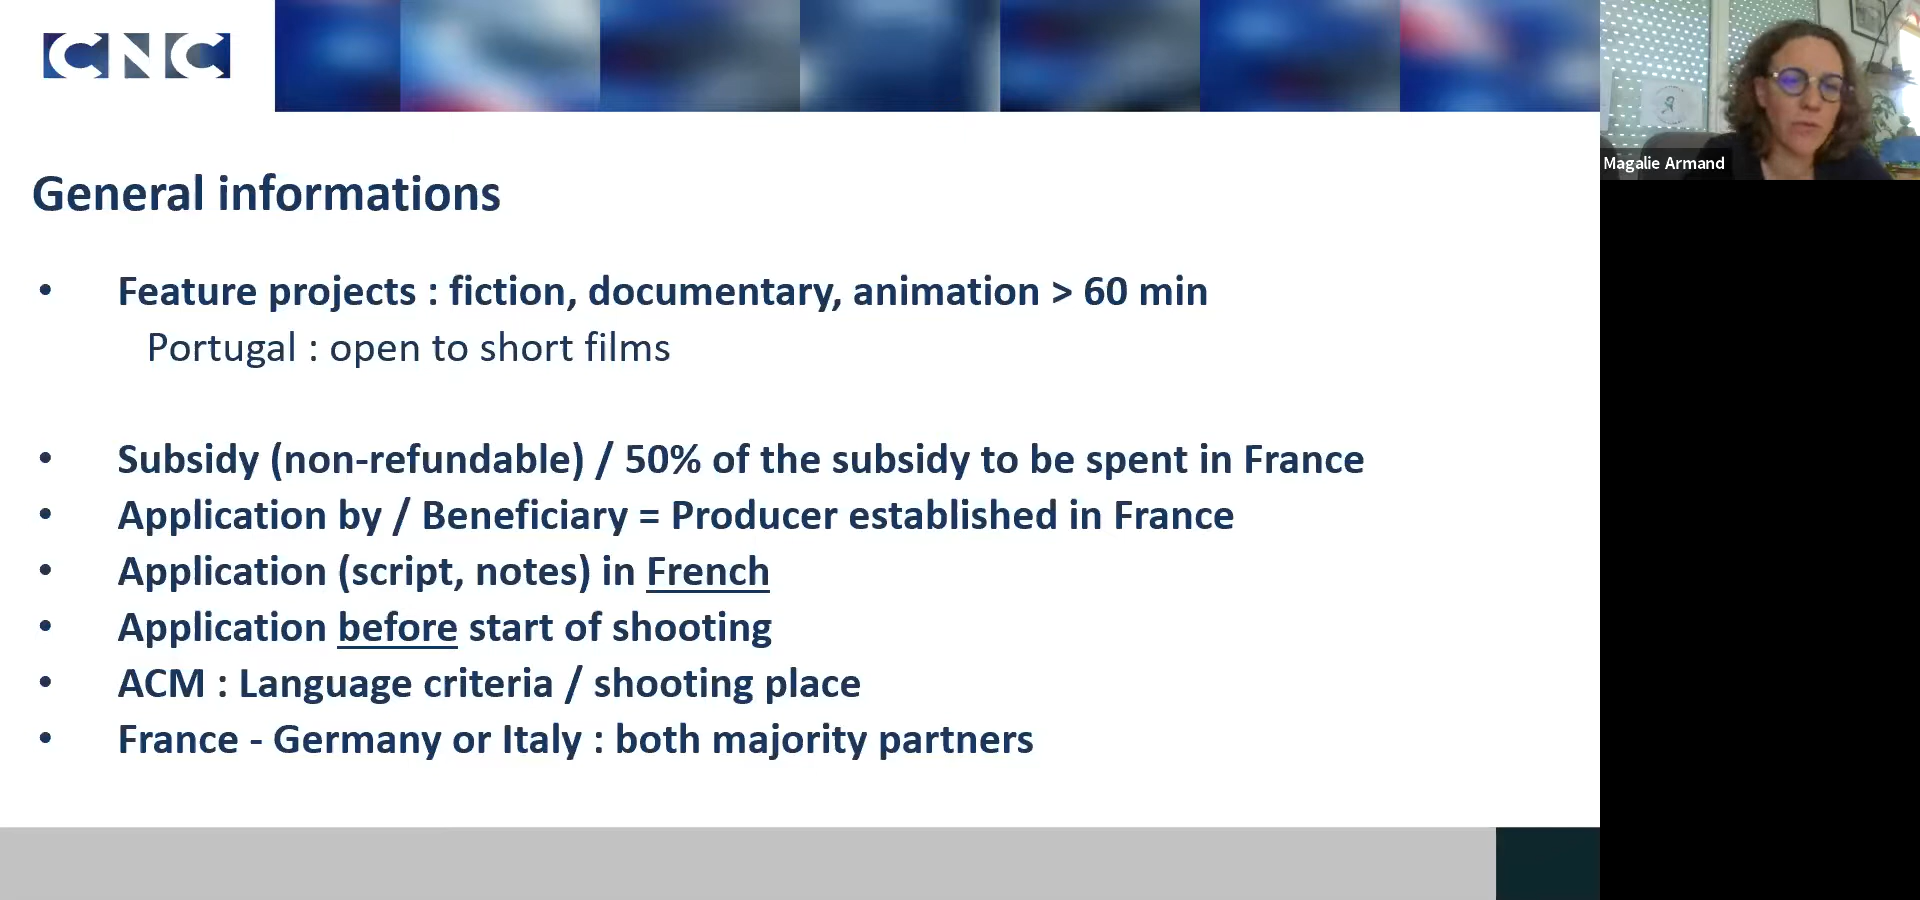 CNC
Magalie Armand
General informations
• Feature projects : fiction, documentary, animation > 60 min
Portugal : open to short films
• Subsidy (non-refundable) / 50% of the subsidy to be spent in France
• Application by / Beneficiary = Producer established in France
• Application (script, notes) in French
• Application before start of shooting
• ACM : Language criteria / shooting place
• France - Germany or Italy : both majority partners